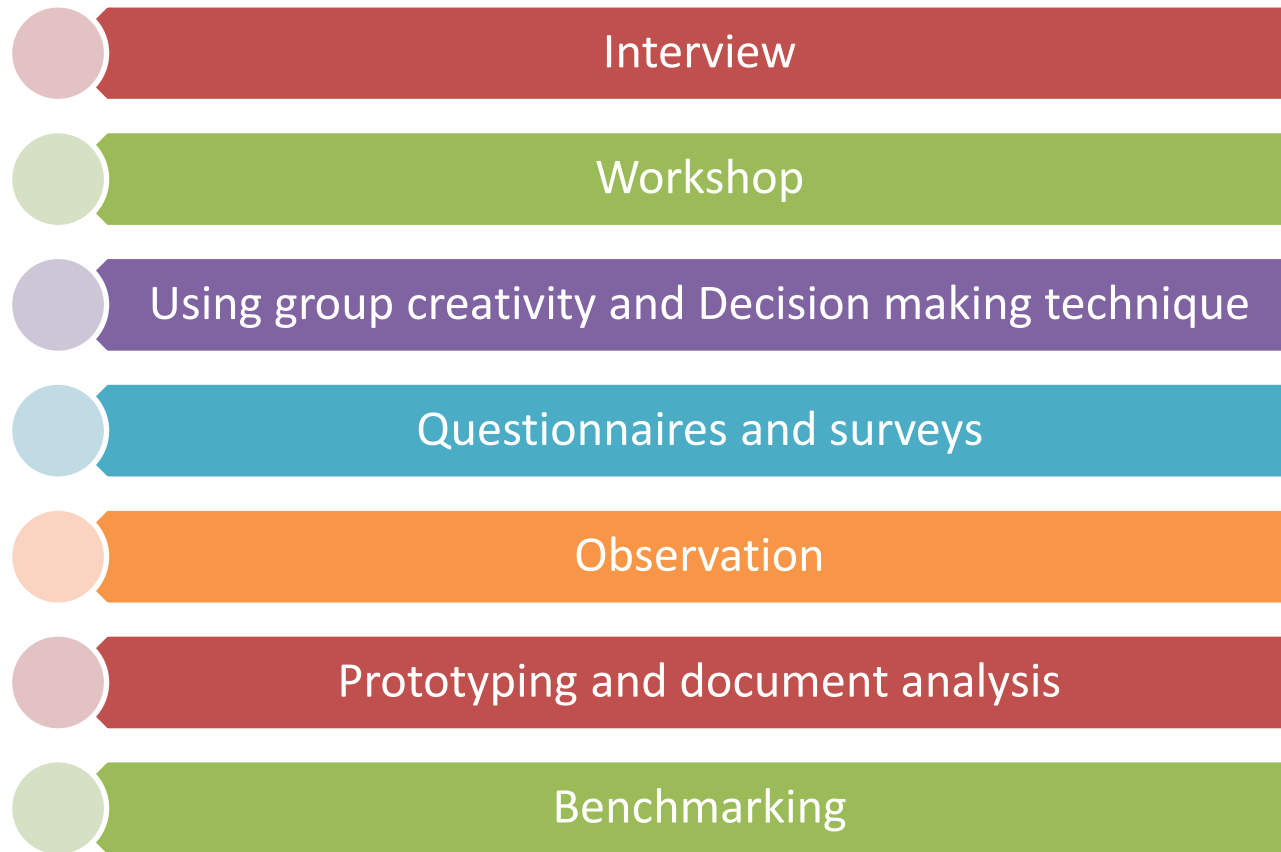 Interview
Workshop
Using group creativity and Decision making technique
Questionnaires and surveys
Observation
Prototyping and document analysis
Benchmarking